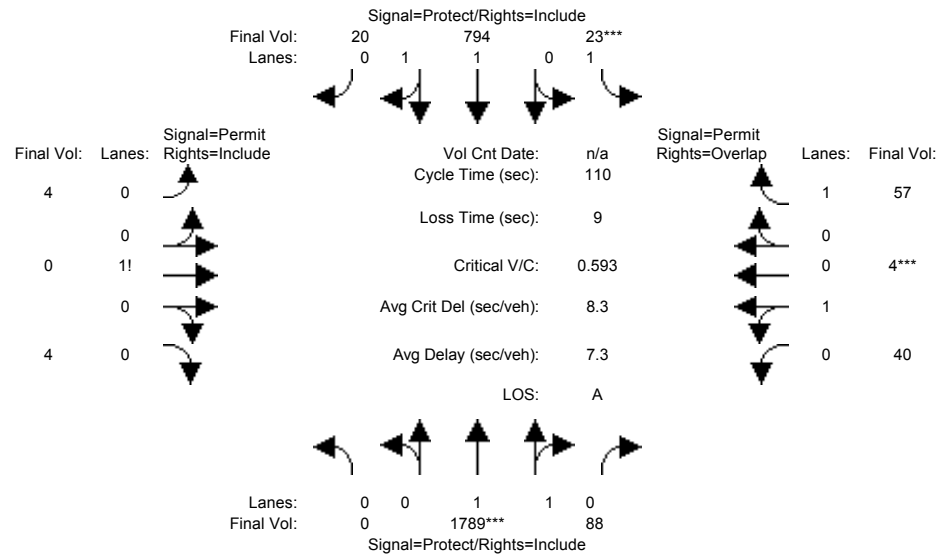 Signal=Protect/Rights=Include
Final Vol: 20 794 23***
Lanes: 0 1 1 0 1
Signal=Permit Signal=Permit
Final Vol: Lanes: Rights=Include Vol Cnt Date: n/a Rights=Overlap Lanes: Final Vol:
Cycle Time (sec): 110
4 0 1 57
Loss Time (sec): 9
0 0
0 1! Critical V/C: 0.593 0 4***
0 Avg Crit Del (sec/veh): 8.3 1
4 0 Avg Delay (sec/veh): 7.3 0 40
LOS: A
Lanes: 0 0 1 1 0
Final Vol: 0 1789*** 88
Signal=Protect/Rights=Include